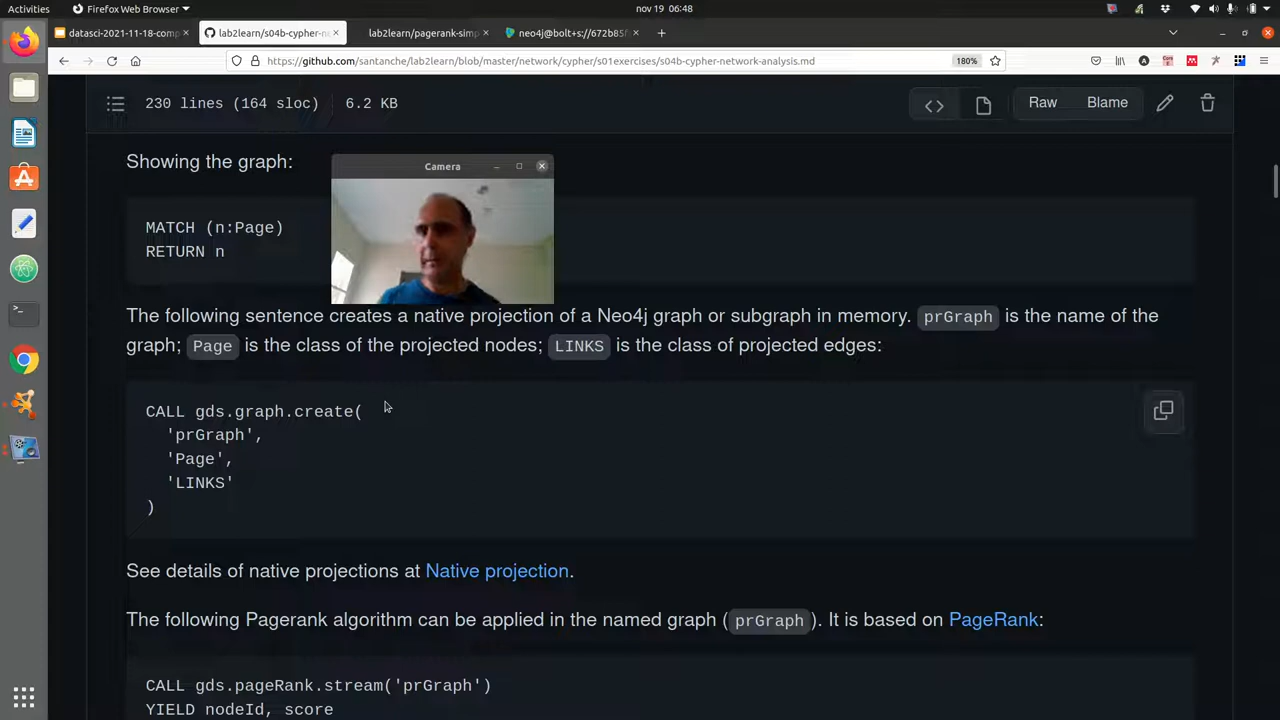 Activities
Firefox Web Browser
nov 19 06:48
datasci-2021-11-18-comp
lab2learn/s04b-cypher-ne
lab2learn/pagerank-simp
neo4j@bolt+s://672b85f
https://github.com/santanche/lab2learn/blob/master/network/cypher/s01exercises/s04b-cypher-network-analysis.md
180%
230 lines (164 sloc)
6.2 KB
Raw
Blame
Showing the graph:
Camera
MATCH (n:Page)
RETURN n
The following sentence creates a native projection of a Neo4j graph or subgraph in memory. prGraph is the name of the
graph; Page is the class of the projected nodes; LINKS is the class of projected edges:
CALL gds.graph.create(
'prGraph',
'Page',
'LINKS'
)
See details of native projections at Native projection.
The following Pagerank algorithm can be applied in the named graph ( prGraph ). It is based on PageRank:
CALL gds.pageRank.stream('prGraph')
YIELD nodeId, score